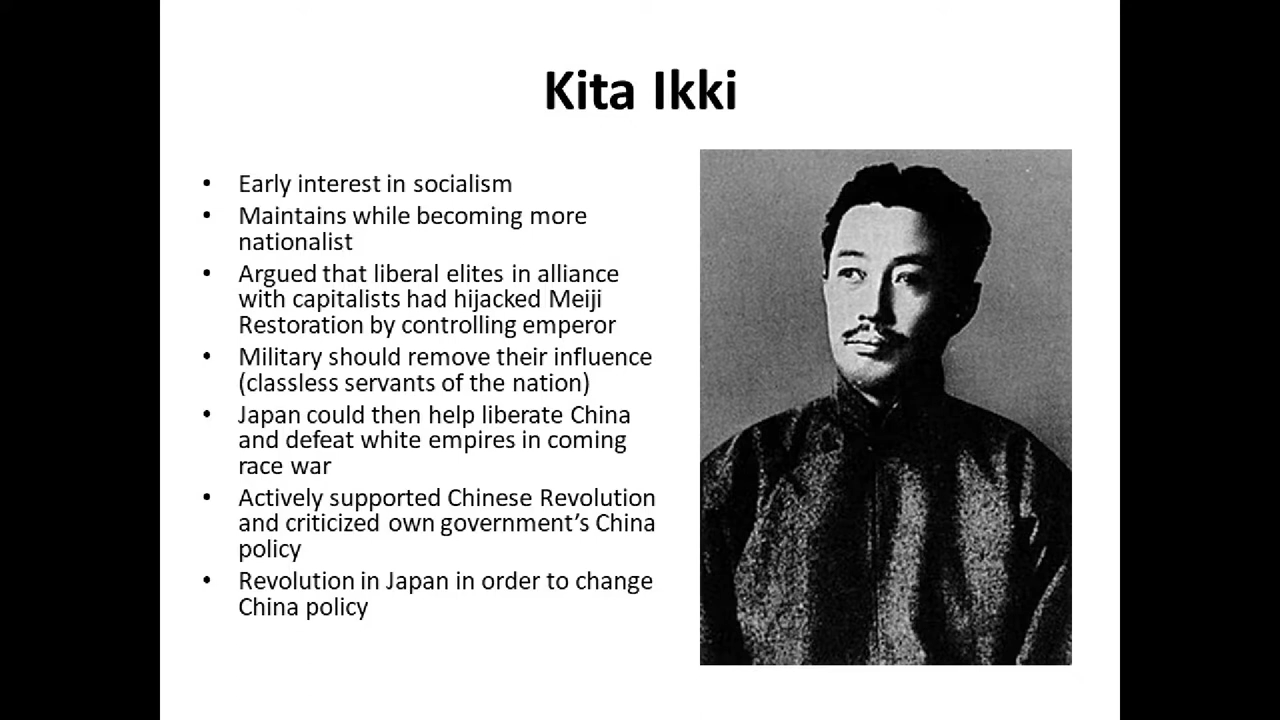 Kita Ikki
• Early interest in socialism
• Maintains while becoming more
nationalist
• Argued that liberal elites in alliance
with capitalists had hijacked Meiji
Restoration by controlling emperor
• Military should remove their influence
(classless servants of the nation)
• Japan could then help liberate China
and defeat white empires in coming
race war
• Actively supported Chinese Revolution
and criticized own government’s China
policy
• Revolution in Japan in order to change
China policy